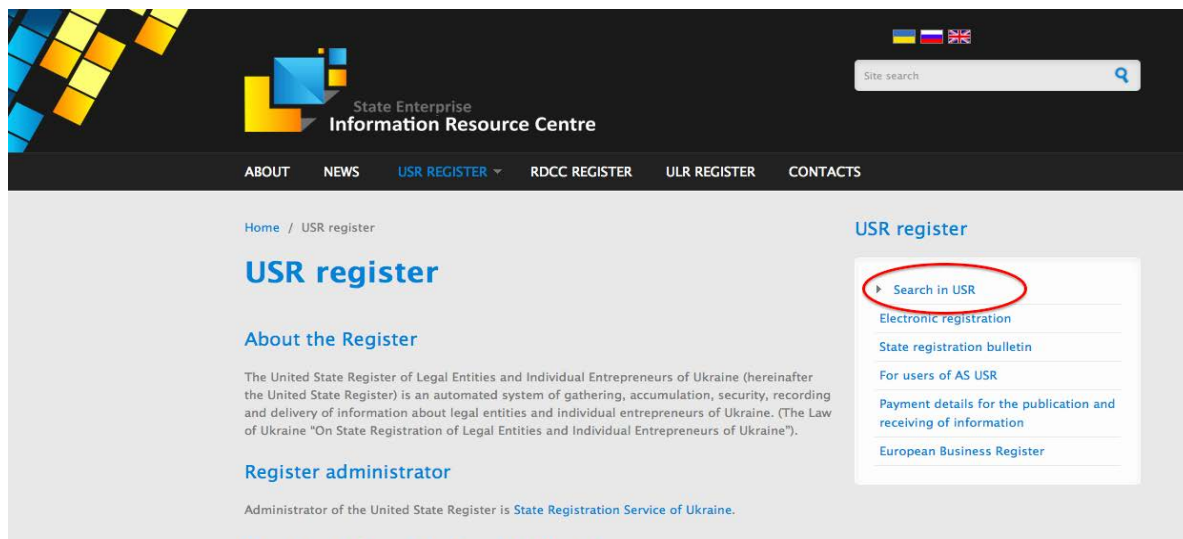 Site search
State Enterprise
Information Resource Centre
ABOUT NEWS USR REGISTER RDCC REGISTER ULR REGISTER CONTACTS
Home / USR register
USR register
About the Register
The United State Register of Legal Entities and Individual Entrepreneurs of Ukraine (hereinafter
the United State Register) is an automated system of gathering, accumulation, security, recording
and delivery of information about legal entities and individual entrepreneurs of Ukraine. (The Law
of Ukraine "On State Registration of Legal Entities and Individual Entrepreneurs of Ukraine").
Register administrator
Administrator of the United State Register is State Registration Service of Ukraine.
USR register
Search in USR
Electronic registration
State registration bulletin
For users of AS USR
Payment details for the publication and
receiving of information
European Business Register